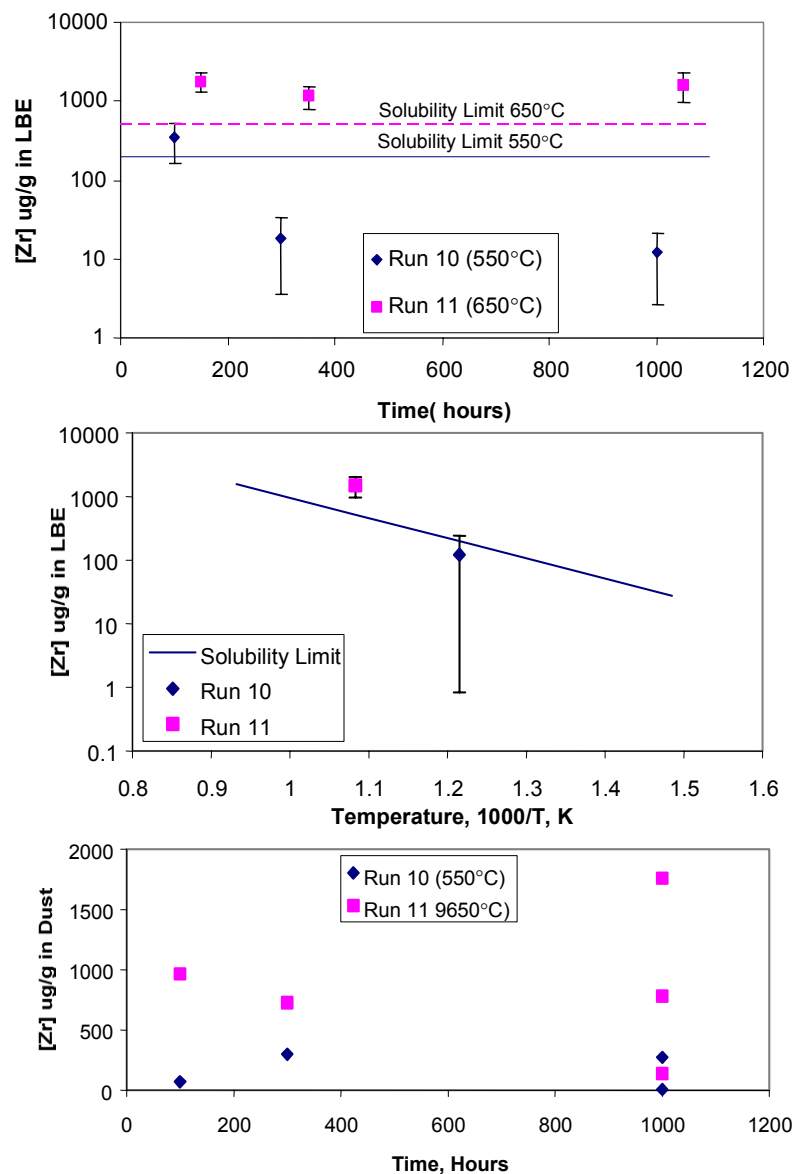 10000
1000
100
10
1
[Zr] ug/g in LBE
Solubility Limit 650°C
Solubility Limit 550°C
Run 10 (550°C)
Run 11 (650°C)
0 200 400 600 800 1000 1200
Time( hours)
10000
1000
100
10
1
0.1
[Zr] ug/g in LBE
Solubility Limit
Run 10
Run 11
0.8 0.9 1 1.1 1.2 1.3 1.4 1.5 1.6
Temperature, 1000/T, K
2000
1500
1000
500
0
[Zr] ug/g in Dust
Run 10 (550°C)
Run 11 9650°C)
0 200 400 600 800 1000 1200
Time, Hours